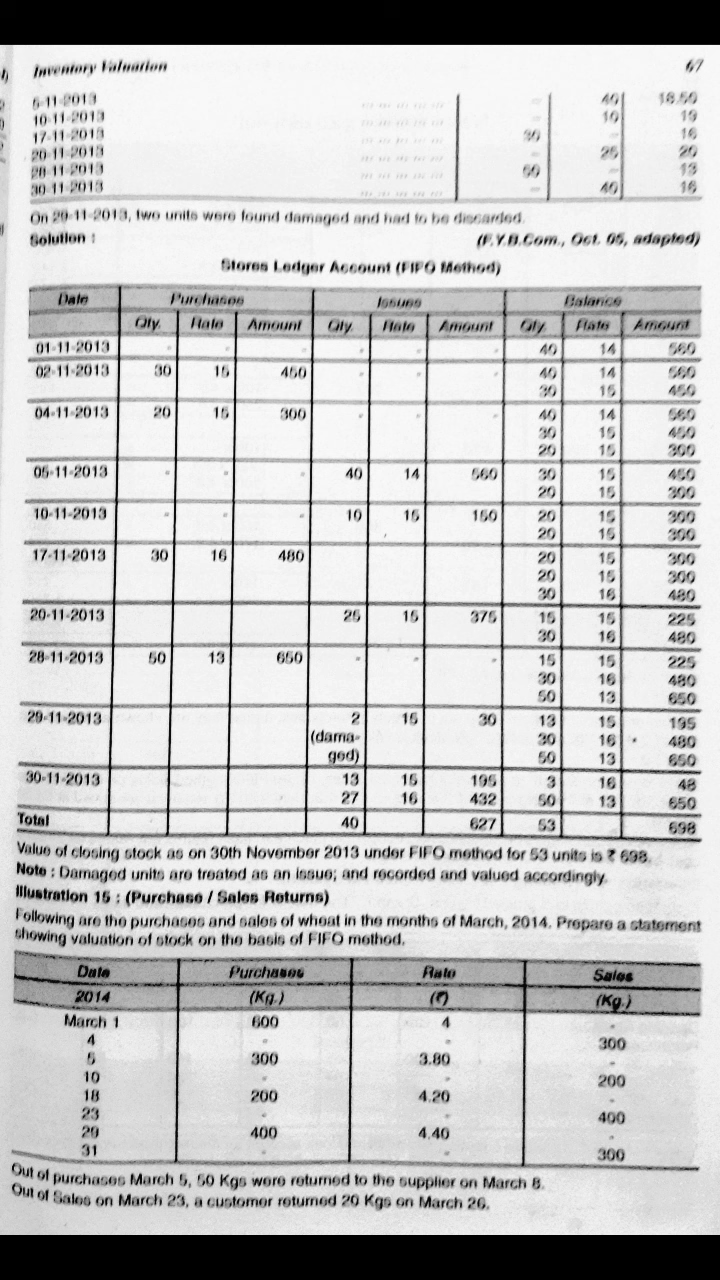 Inventory Valuation 67
5-11-2013 - 40 18.50
10-11-2013 - 10 19
17-11-2013 30 - 16
20-11-2013 - 25 20
28-11-2013 50 - 13
30-11-2013 - 40 16
On 29-11-2013, two units were found damaged and had to be discarded.
Solution : (F.Y.B.Com., Oct. 05, adapted)
Stores Ledger Account (FIFO Method)
Date Purchases Issues Balance
Qty. Rate Amount Qty. Rate Amount Qty. Rate Amount
01-11-2013 - - - - - - 40 14 560
02-11-2013 30 15 450 - - - 40 14 560
30 15 450
04-11-2013 20 15 300 - - - 40 14 560
30 15 450
20 15 300
05-11-2013 - - - 40 14 560 30 15 450
20 15 300
10-11-2013 - - - 10 15 150 20 15 300
20 15 300
17-11-2013 30 16 480 20 15 300
20 15 300
30 16 480
20-11-2013 25 15 375 15 15 225
30 16 480
28-11-2013 50 13 650 - - - 15 15 225
30 16 480
50 13 650
29-11-2013 2 15 30 13 15 195
(dama- 30 16 480
ged) 50 13 650
30-11-2013 13 15 195 3 16 48
27 16 432 50 13 650
Total 40 627 53 698
Value of closing stock as on 30th November 2013 under FIFO method for 53 units is ₹ 698.
Note : Damaged units are treated as an issue; and recorded and valued accordingly.
Illustration 15 : (Purchase / Sales Returns)
Following are the purchases and sales of wheat in the months of March, 2014. Prepare a statement
showing valuation of stock on the basis of FIFO method.
Date Purchases Rate Sales
2014 (Kg.) (₹) (Kg.)
March 1 600 4 -
4 - - 300
5 300 3.80 -
10 - - 200
18 200 4.20 -
23 - - 400
29 400 4.40 -
31 - - 300
Out of purchases March 5, 50 Kgs were returned to the supplier on March 8.
Out of Sales on March 23, a customer returned 20 Kgs on March 26.